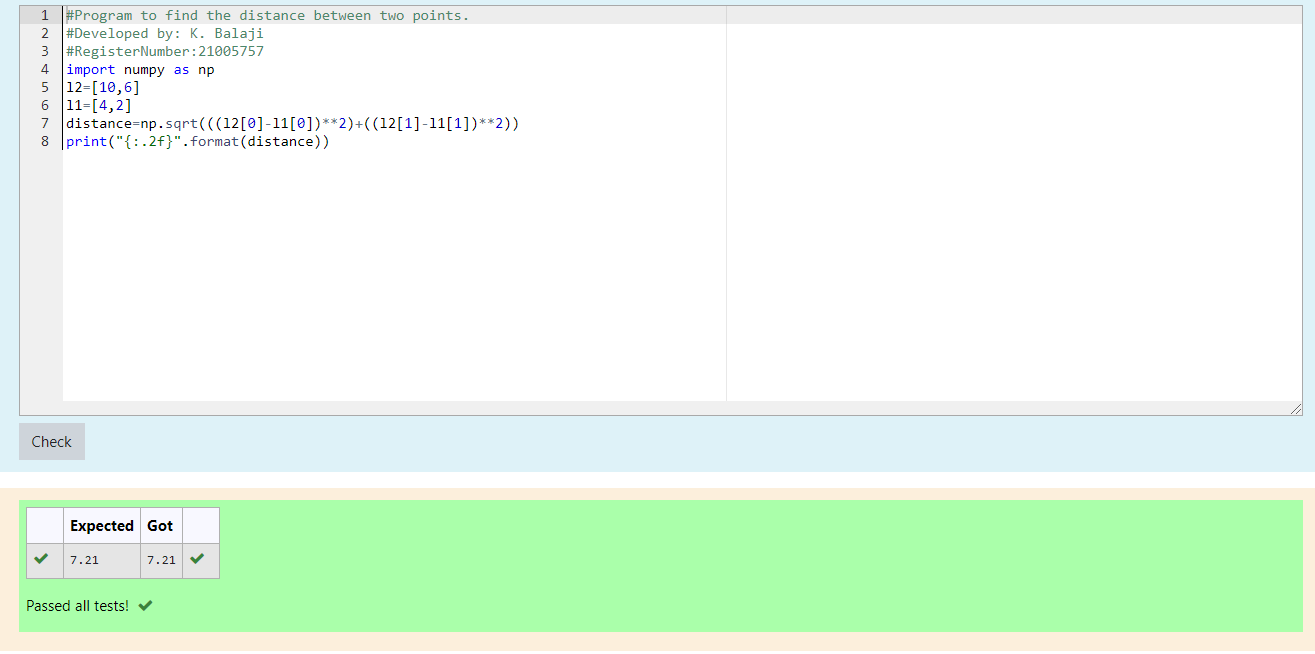 1 #Program to find the distance between two points.
2 #Developed by: K. Balaji
3 #RegisterNumber:21005757
4 import numpy as np
5 l2=[10,6]
6 l1=[4,2]
7 distance=np.sqrt(((l2[0]-l1[0])**2)+((l2[1]-l1[1])**2))
8 print("{:.2f}".format(distance))
Check
Expected Got
7.21 7.21
Passed all tests!